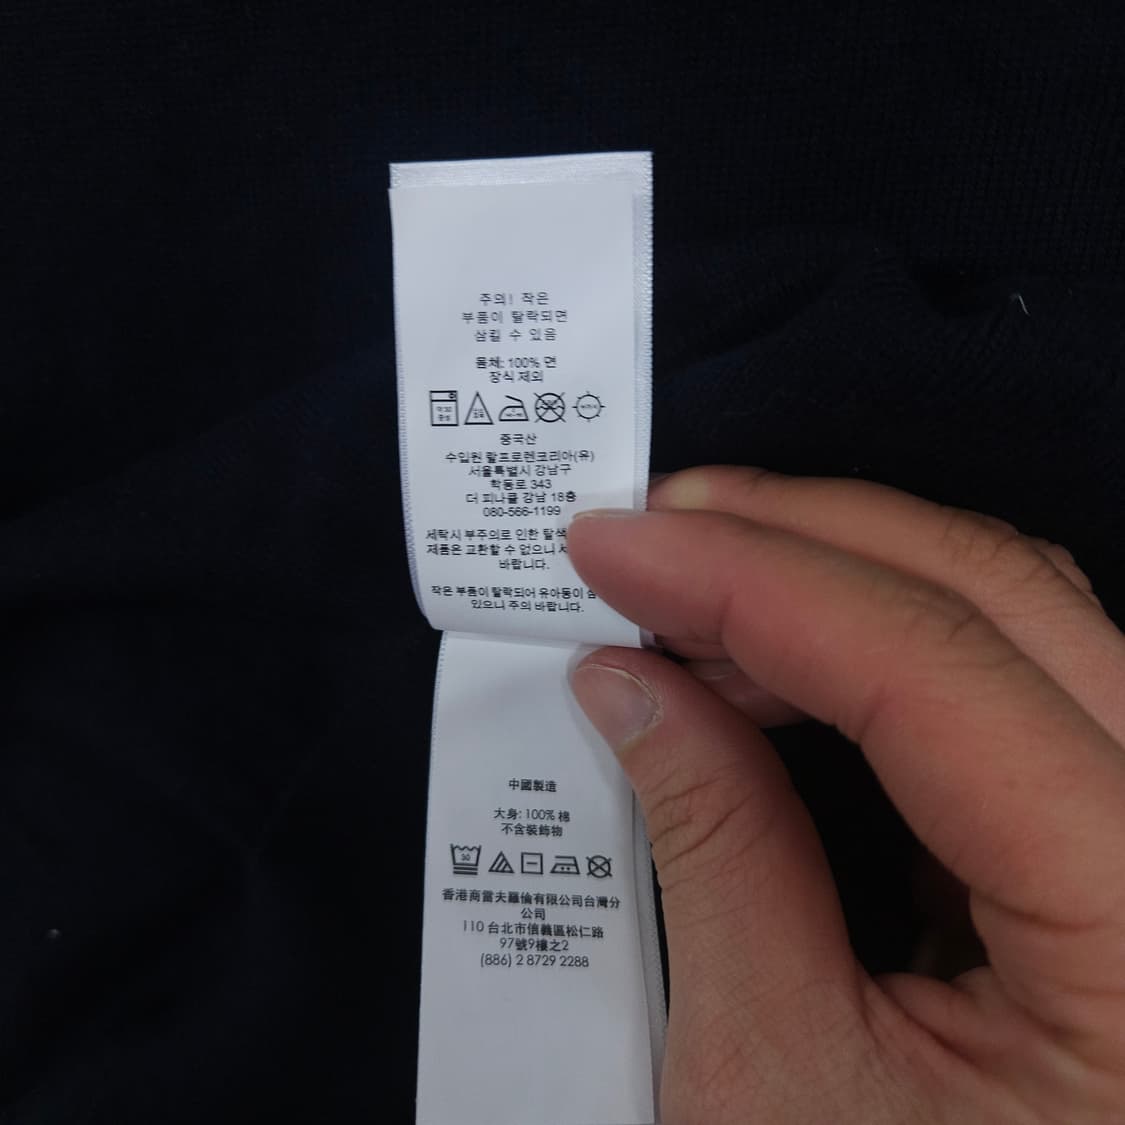 주의! 작은
부품이 탈락되면
삼킬 수 있음
몸체: 100% 면
장식 제외
중국산
수입원 랄프로렌코리아(유)
서울특별시 강남구
학동로 343
더 피나클 강남 18층
080-566-1199
세탁시 부주의로 인한 탈색
제품은 교환할 수 없으니
바랍니다.
작은 부품이 탈락되어 유아동이
있으니 주의 바랍니다.
中國製造
大身: 100% 棉
不含裝飾物
30
香港商雷夫羅倫有限公司台灣分
公司
110 台北市信義區松仁路
97號9樓之2
(886) 2 8729 2288